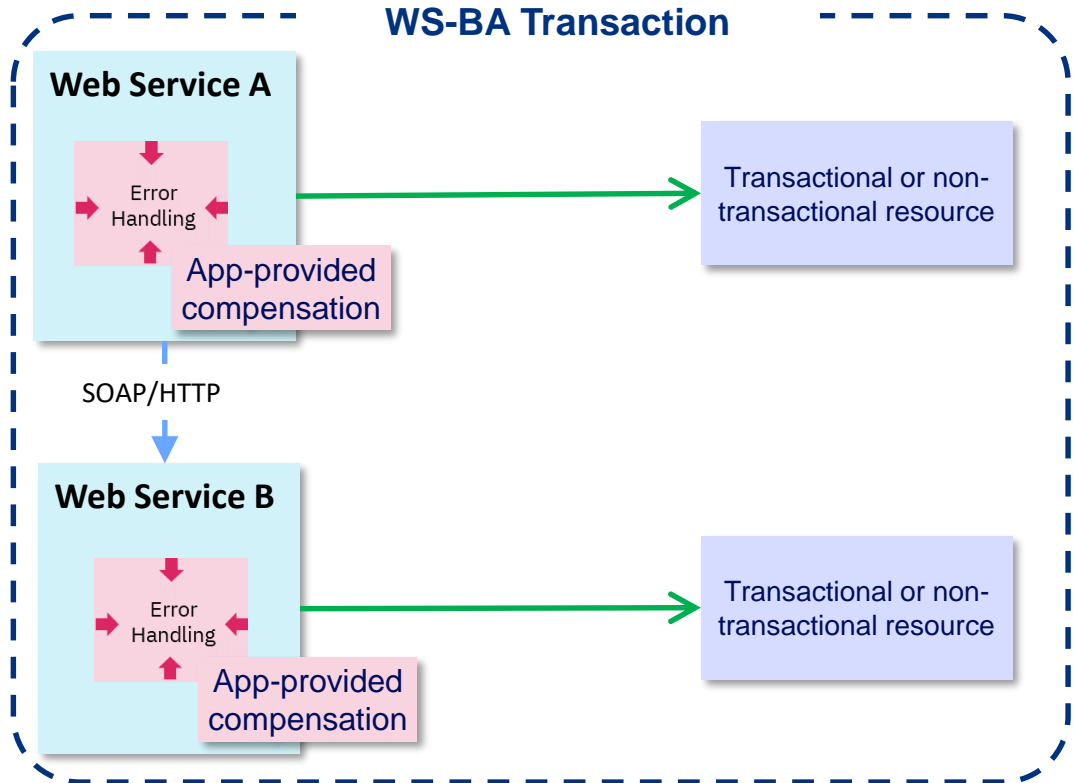 WS-BA Transaction
Web Service A
Error
Handling
App-provided
compensation
Transactional or non-
transactional resource
SOAP/HTTP
Web Service B
Error
Handling
App-provided
compensation
Transactional or non-
transactional resource